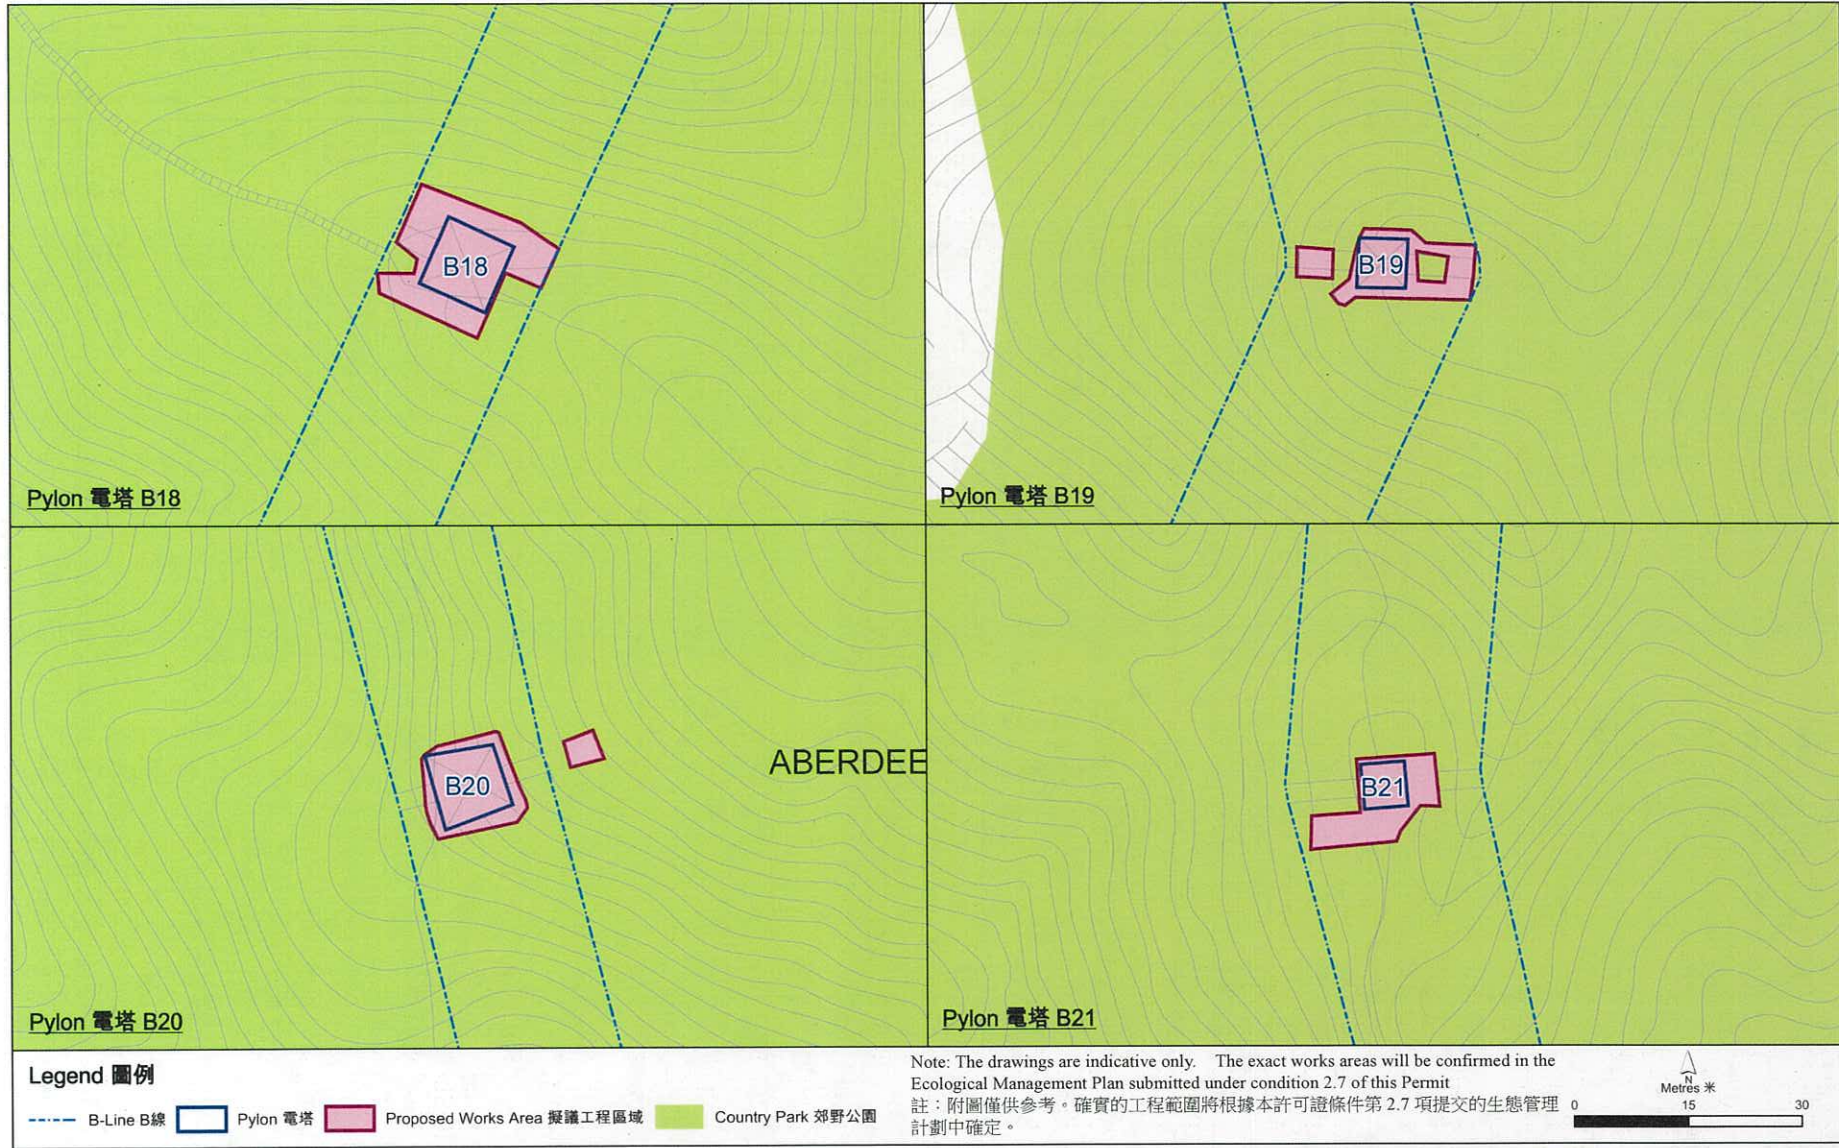 B18
Pylon 電塔 B18
B19
Pylon 電塔 B19
B20
ABERDEE
Pylon 電塔 B20
B21
Pylon 電塔 B21
Legend 圖例
B-Line B線
Pylon 電塔
Proposed Works Area 擬議工程區域
Country Park 郊野公園
Note: The drawings are indicative only. The exact works areas will be confirmed in the
Ecological Management Plan submitted under condition 2.7 of this Permit
註：附圖僅供參考。確實的工程範圍將根據本許可證條件第 2.7 項提交的生態管理
計劃中確定。
N
Metres 米
0 15 30